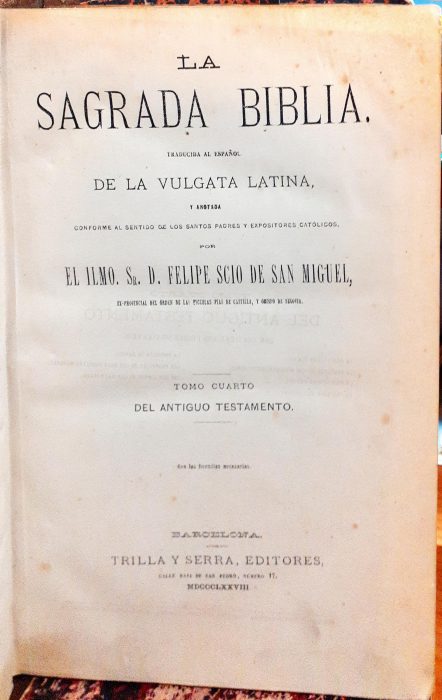 LA
SAGRADA BIBLIA.
TRADUCIDA AL ESPAÑOL
DE LA VULGATA LATINA,
Y ANOTADA
CONFORME AL SENTIDO DE LOS SANTOS PADRES Y EXPOSITORES CATÓLICOS,
POR
EL ILMO. SR. D. FELIPE SCIO DE SAN MIGUEL,
EX-PROVINCIAL DEL ÓRDEN DE LAS ESCUELAS PIAS DE CASTILLA, Y OBISPO DE SEGOVIA.
TOMO CUARTO
DEL ANTIGUO TESTAMENTO.
Con las licencias necesarias.
BARCELONA.
TRILLA Y SERRA, EDITORES,
CALLE BAJA DE SAN PEDRO, NÚMERO 17.
MDCCCLXXVIII